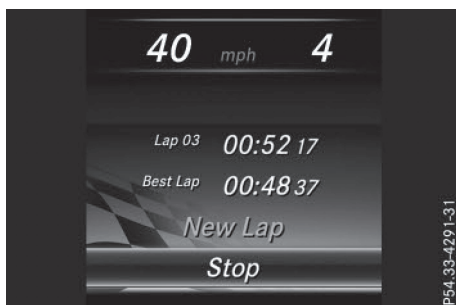 40 mph 4
Lap 03 00:52 17
Best Lap 00:48 37
New Lap
Stop
P54.33-4291-31